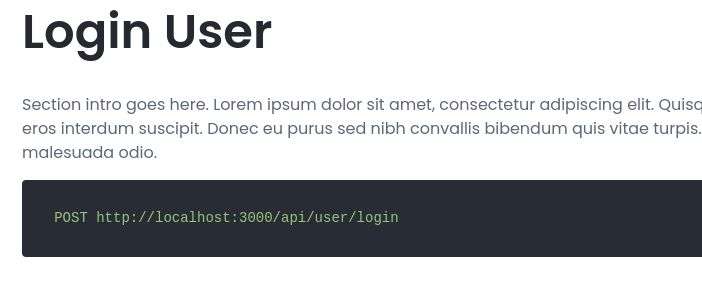 Login User
Section intro goes here. Lorem ipsum dolor sit amet, consectetur adipiscing elit.
eros interdum suscipit. Donec eu purus sed nibh convallis bibendum quis vitae turpis.
malesuada odio.
POST http://localhost:3000/api/user/login